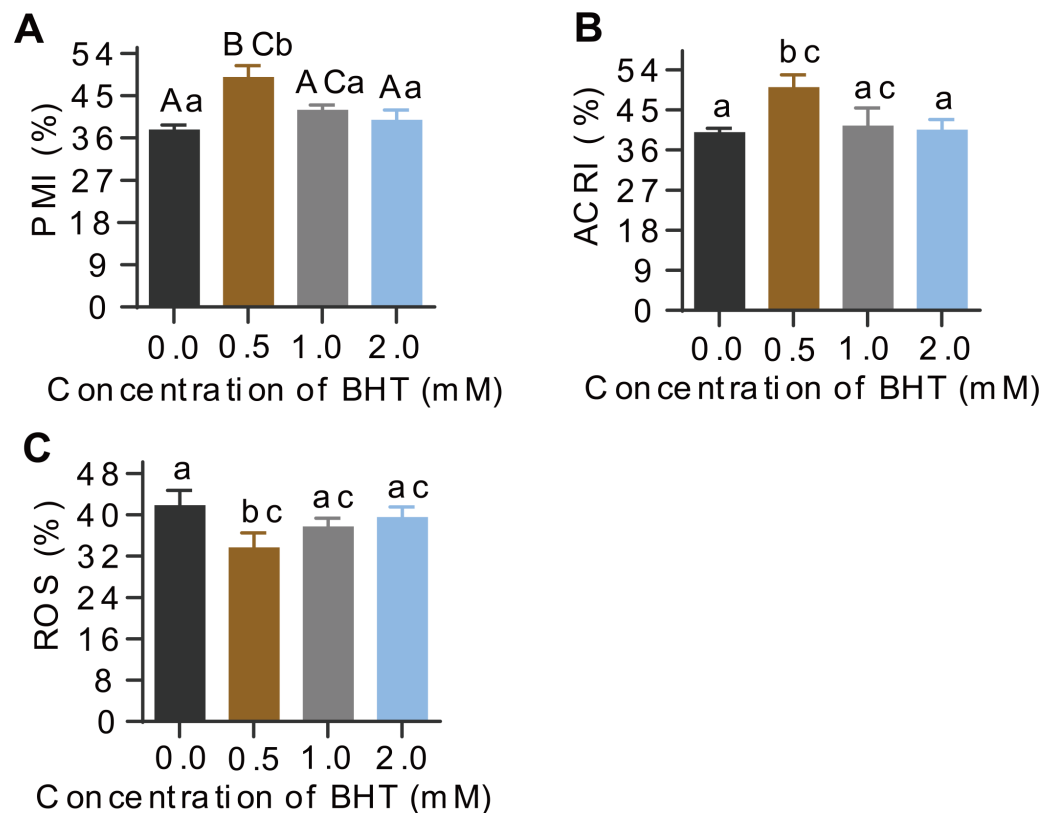 A
PMI (%)
54
45
36
27
18
9
0
Aa
B Cb
A Ca
Aa
0.0 0.5 1.0 2.0
Concentration of BHT (mM)
B
ACRI (%)
54
45
36
27
18
9
0
a
b c
a c
a
0.0 0.5 1.0 2.0
Concentration of BHT (mM)
C
ROS (%)
48
40
32
24
16
8
0
a
b c
a c
a c
0.0 0.5 1.0 2.0
Concentration of BHT (mM)